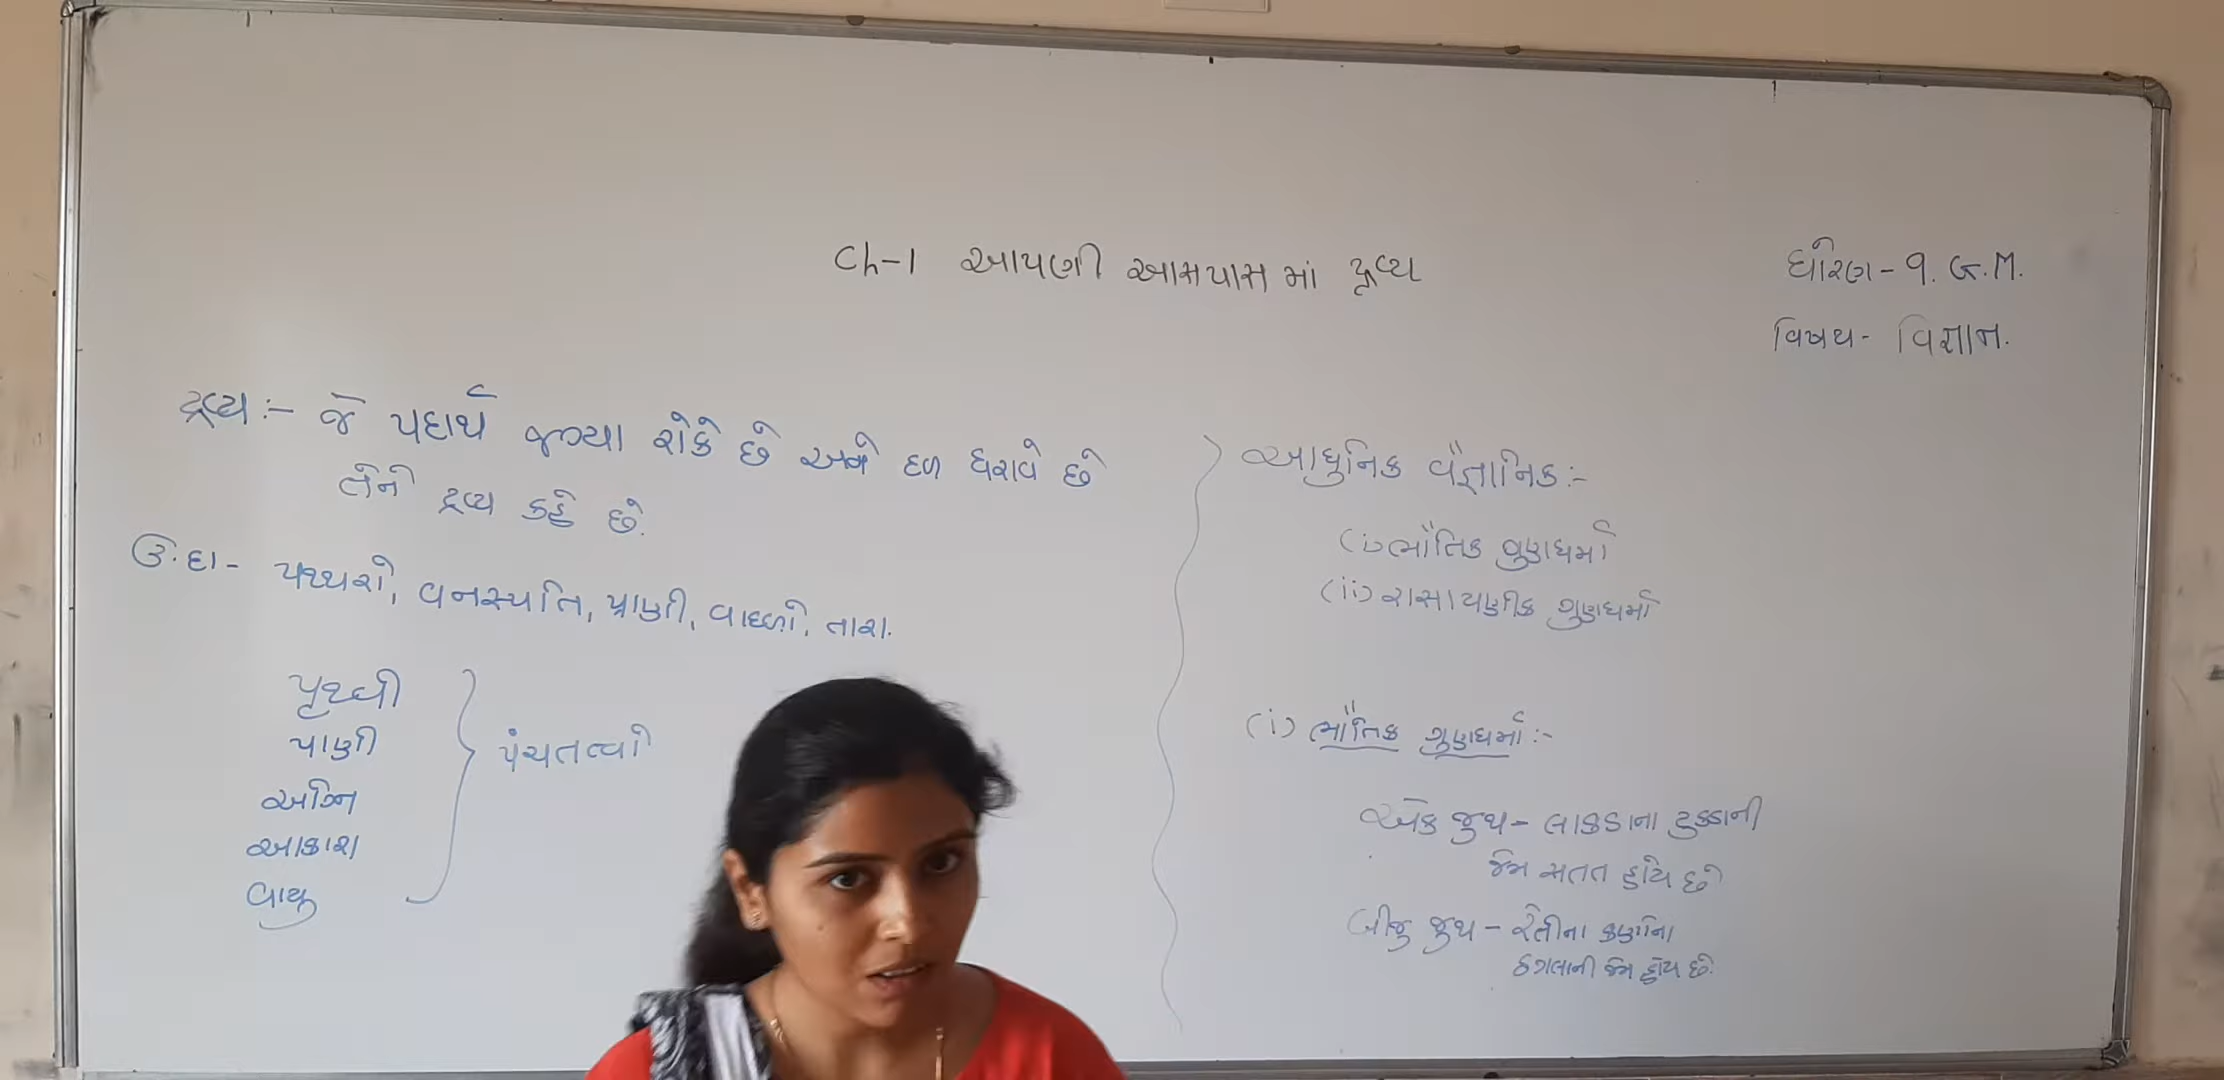 Ch-1 આપણી આસપાસ માં દ્રવ્ય
ધોરણ - ૧. G.M.
વિષય - વિજ્ઞાન.
દ્રવ્ય :- જે પદાર્થ જગ્યા રોકે છે અને દળ ધરાવે છે
તેને દ્રવ્ય કહે છે.
ઉ.દા - પથ્થરો, વનસ્પતિ, પ્રાણી, વાદળો, તારા.
પૃથ્વી
પાણી
અગ્નિ
આકાશ
વાયુ
પંચતત્વો
આધુનિક વૈજ્ઞાનિક :-
(i) ભૌતિક ગુણધર્મો
(ii) રાસાયણીક ગુણધર્મો
(i) ભૌતિક ગુણધર્મો :-
એક જુથ - લાકડાના ટુકડાની
જેમ સતત હોય છે
બીજુ જુથ - રેતીના કણોના
ઢગલાની જેમ હોય છે.